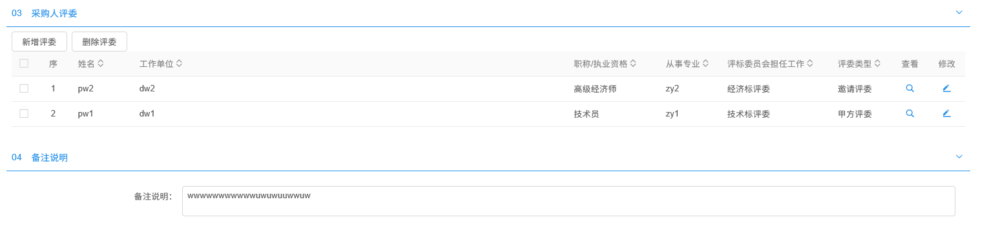 03 采购人评委
新增评委 删除评委
序 姓名 工作单位 职称/执业资格 从事专业 评标委员会担任工作 评委类型 查看 修改
1 pw2 dw2 高级经济师 zy2 经济标评委 邀请评委
2 pw1 dw1 技术员 zy1 技术标评委 甲方评委
04 备注说明
备注说明: wwwwwwwwwwwuwuwuuwwuw